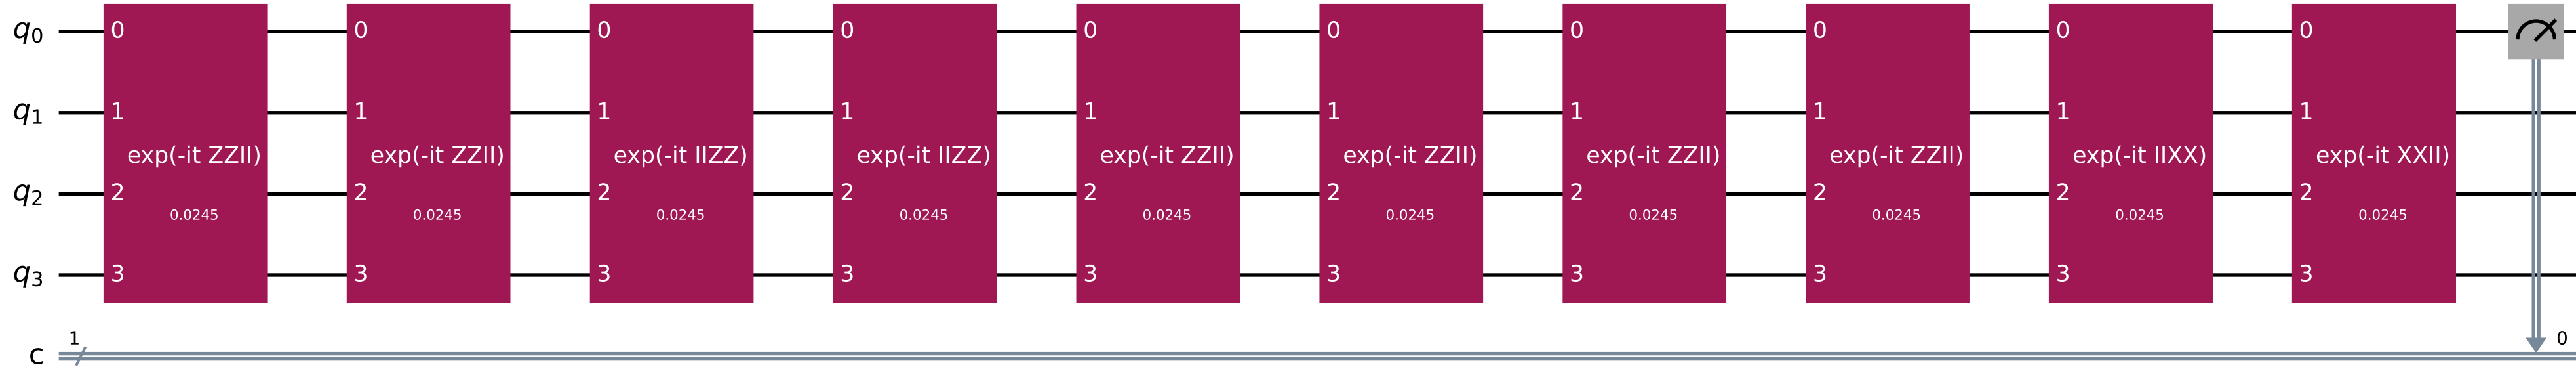 q0 0 0 0 0 0 0 0 0 0 0
q1 1 1 1 1 1 1 1 1 1 1
exp(-it ZZII) exp(-it ZZII) exp(-it IIZZ) exp(-it IIZZ) exp(-it ZZII) exp(-it ZZII) exp(-it ZZII) exp(-it ZZII) exp(-it IIXX) exp(-it XXII)
q2 2 2 2 2 2 2 2 2 2 2
0.0245 0.0245 0.0245 0.0245 0.0245 0.0245 0.0245 0.0245 0.0245 0.0245
q3 3 3 3 3 3 3 3 3 3 3
1 0
c